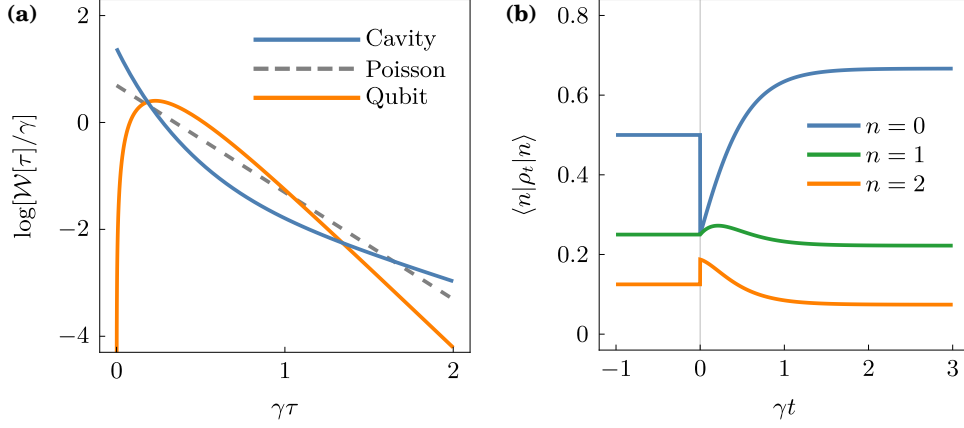 (a)
log[𝒲[τ]/γ]
2
0
−2
−4
Cavity
Poisson
Qubit
0
1
2
γτ
(b)
⟨n|ρₜ|n⟩
0.8
0.6
0.4
0.2
0
n = 0
n = 1
n = 2
−1
0
1
2
3
γt